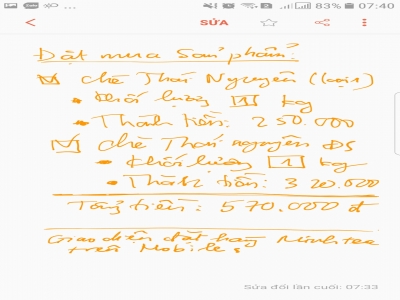 83% 07:40
SỬA
Đặt mua sản phẩm:
Chè Thái Nguyên (loại 1)
Khối lượng 1 kg
Thành tiền: 250.000
Chè Thái nguyên ĐS
Khối lượng 1 kg
Thành tiền: 320.000
Tổng tiền: 570.000 đ
Giao diện đặt hàng Minh tea
trên Mobile
Sửa đổi lần cuối: 07:33